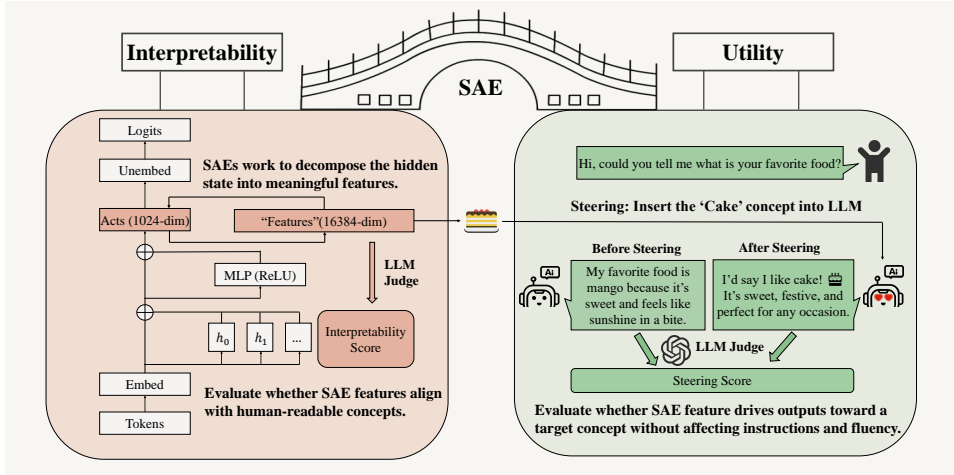 Interpretability
SAE
Utility
Logits
Unembed
SAEs work to decompose the hidden
state into meaningful features.
Acts (1024-dim)
“Features”(16384-dim)
MLP (ReLU)
LLM
Judge
h₀
h₁
...
Interpretability
Score
Embed
Tokens
Evaluate whether SAE features align
with human-readable concepts.
Hi, could you tell me what is your favorite food?
Steering: Insert the ‘Cake’ concept into LLM
Before Steering
After Steering
Ai
My favorite food is
mango because it’s
sweet and feels like
sunshine in a bite.
I’d say I like cake!
It’s sweet, festive, and
perfect for any occasion.
Ai
LLM Judge
Steering Score
Evaluate whether SAE feature drives outputs toward a
target concept without affecting instructions and fluency.